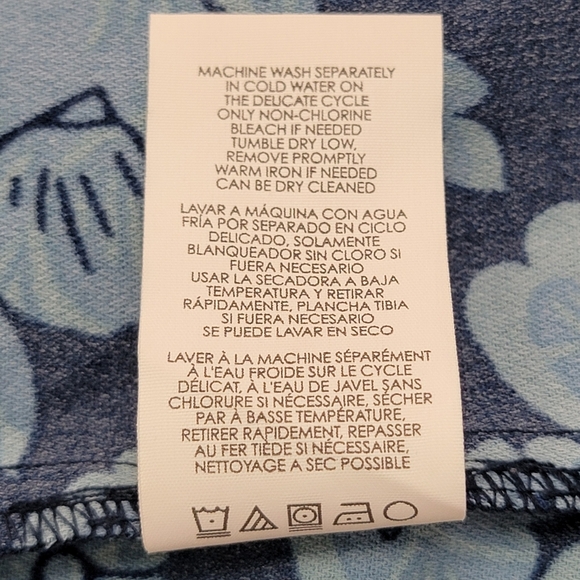 MACHINE WASH SEPARATELY
IN COLD WATER ON
THE DELICATE CYCLE
ONLY NON-CHLORINE
BLEACH IF NEEDED
TUMBLE DRY LOW,
REMOVE PROMPTLY
WARM IRON IF NEEDED
CAN BE DRY CLEANED
LAVAR A MÁQUINA CON AGUA
FRÍA POR SEPARADO EN CICLO
DELICADO, SOLAMENTE
BLANQUEADOR SIN CLORO SI
FUERA NECESARIO
USAR LA SECADORA A BAJA
TEMPERATURA Y RETIRAR
RÁPIDAMENTE, PLANCHA TIBIA
SI FUERA NECESARIO
SE PUEDE LAVAR EN SECO
LAVER À LA MACHINE SÉPARÉMENT
À L'EAU FROIDE SUR LE CYCLE
DÉLICAT, À L'EAU DE JAVEL SANS
CHLORURE SI NÉCESSAIRE, SÉCHER
PAR À BASSE TEMPÉRATURE,
RETIRER RAPIDEMENT, REPASSER
AU FER TIÈDE SI NÉCESSAIRE,
NETTOYAGE A SEC POSSIBLE